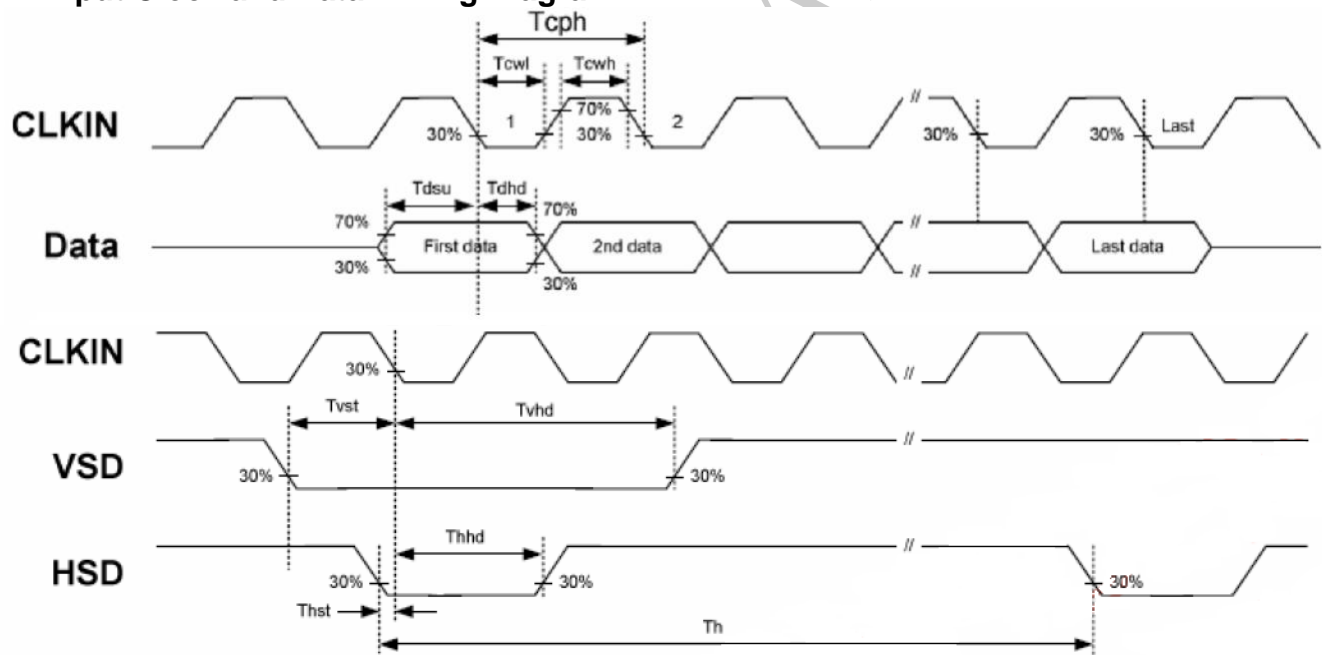 Tcph
Tcwl Tcwh
CLKIN 30% 1 70% 30% 2 // 30% 30% Last
Tdsu Tdhd
70% 70%
Data First data 2nd data // // Last data
30% 30%
CLKIN 30% //
Tvst Tvhd
VSD 30% 30% //
Thhd
HSD 30% 30% // 30%
Thst
Th